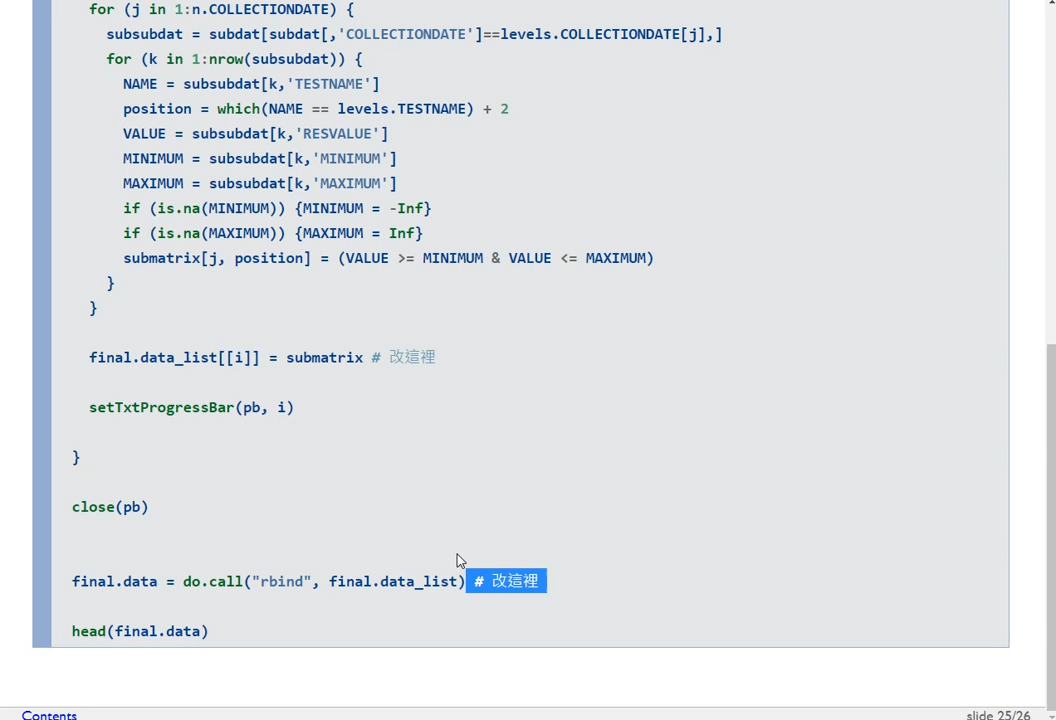 for (j in 1:n.COLLECTIONDATE) {
subsubdat = subdat[subdat[,'COLLECTIONDATE']==levels.COLLECTIONDATE[j],]
for (k in 1:nrow(subsubdat)) {
NAME = subsubdat[k,'TESTNAME']
position = which(NAME == levels.TESTNAME) + 2
VALUE = subsubdat[k,'RESVALUE']
MINIMUM = subsubdat[k,'MINIMUM']
MAXIMUM = subsubdat[k,'MAXIMUM']
if (is.na(MINIMUM)) {MINIMUM = -Inf}
if (is.na(MAXIMUM)) {MAXIMUM = Inf}
submatrix[j, position] = (VALUE >= MINIMUM & VALUE <= MAXIMUM)
}
}
final.data_list[[i]] = submatrix # 改這裡
setTxtProgressBar(pb, i)
}
close(pb)
final.data = do.call("rbind", final.data_list) # 改這裡
head(final.data)
Contents
slide 25/26